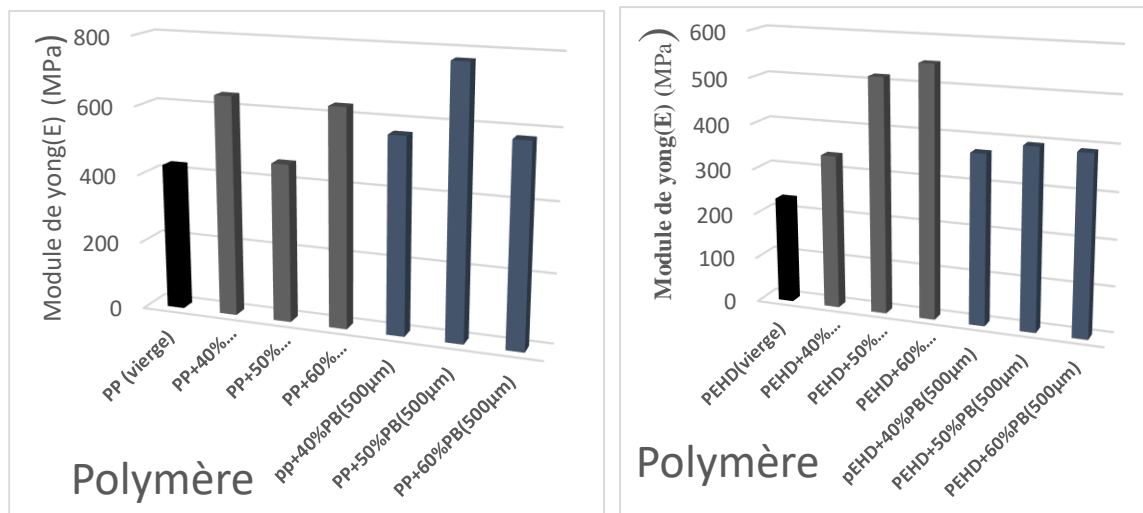 Module de yong(E) (MPa)
800
600
400
200
0
PP (vierge)
PP+40%...
PP+50%...
PP+60%...
pp+40%PB(500µm)
PP+50%PB(500µm)
PP+60%PB(500µm)
Polymère
Module de yong(E) (MPa)
600
500
400
300
200
100
0
PEHD(vierge)
PEHD+40%...
PEHD+50%...
PEHD+60%...
pEHD+40%PB(500µm)
PEHD+50%PB(500µm)
PEHD+60%PB(500µm)
Polymère